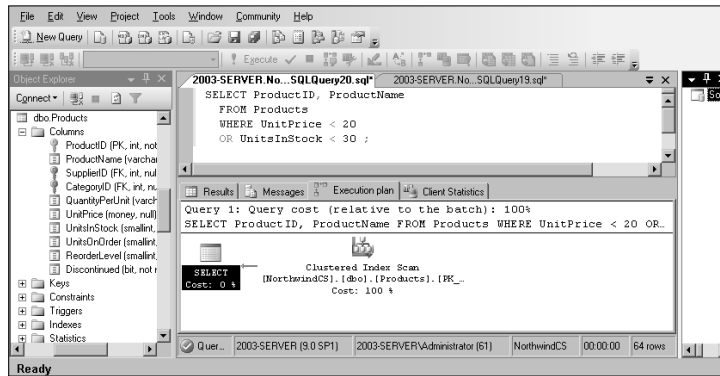 File Edit View Project Tools Window Community Help
New Query
Execute
Object Explorer
Connect
dbo.Products
Columns
ProductID (PK, int, not
ProductName (varchar
SupplierID (FK, int, nul
CategoryID (FK, int, nu
QuantityPerUnit (varch
UnitPrice (money, null)
UnitsInStock (smallint,
UnitsOnOrder (smallint,
ReorderLevel (smallint,
Discontinued (bit, not r
Keys
Constraints
Triggers
Indexes
Statistics
2003-SERVER.No...SQLQuery20.sql* 2003-SERVER.No...SQLQuery19.sql*
SELECT ProductID, ProductName
FROM Products
WHERE UnitPrice < 20
OR UnitsInStock < 30 ;
Results Messages Execution plan Client Statistics
Query 1: Query cost (relative to the batch): 100%
SELECT ProductID, ProductName FROM Products WHERE UnitPrice < 20 OR…
SELECT
Cost: 0 %
Clustered Index Scan
[NorthwindCS].[dbo].[Products].[PK_…
Cost: 100 %
Quer... 2003-SERVER (9.0 SP1) 2003-SERVER\Administrator (61) NorthwindCS 00:00:00 64 rows
So
Ready